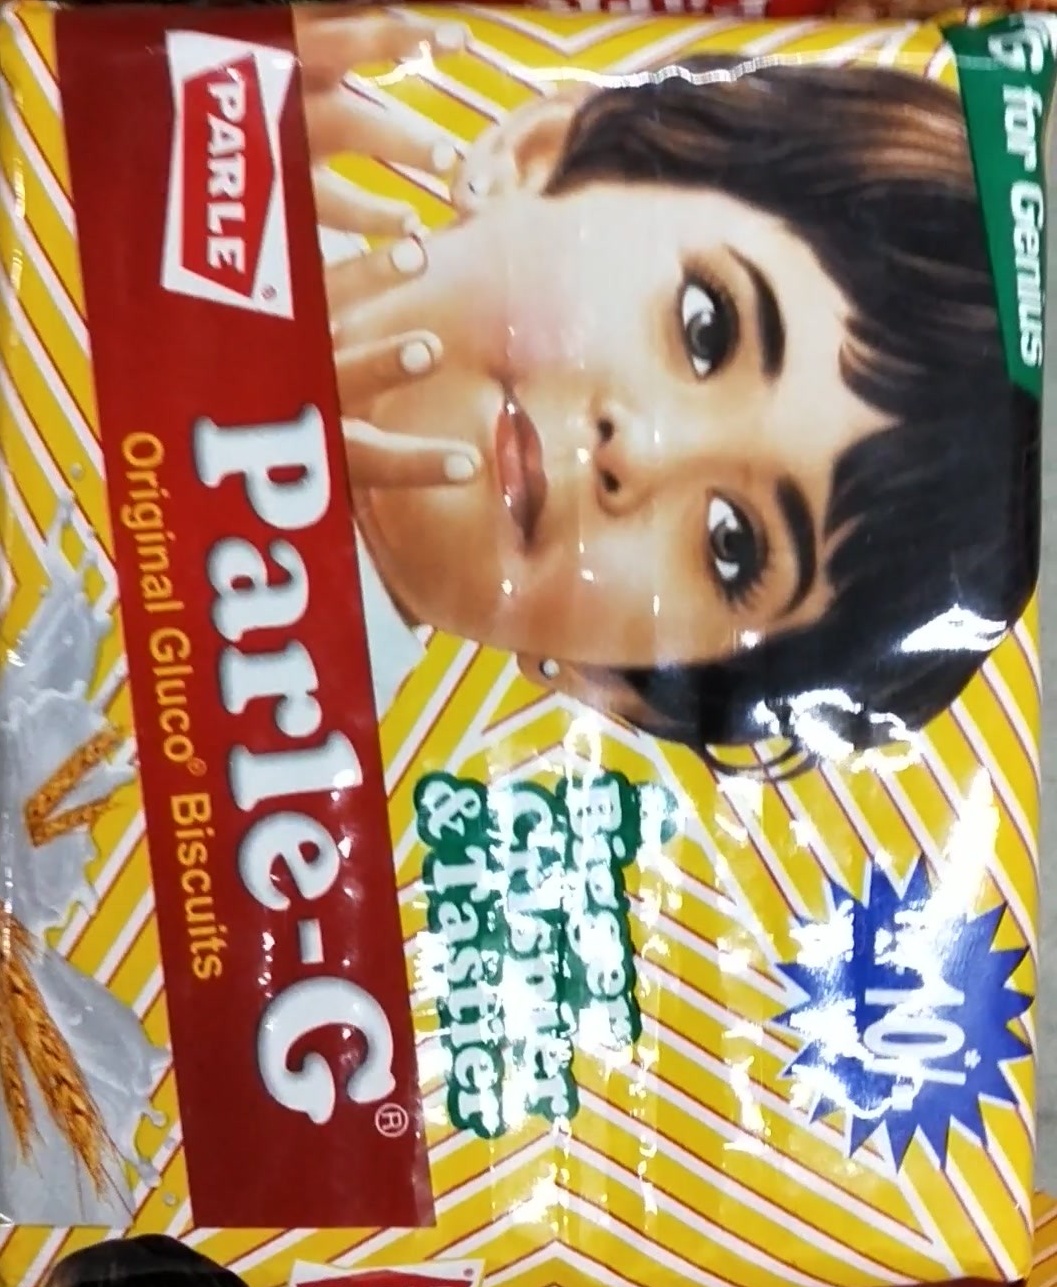 G for Genius
10/-*
Bigger
Crispier
& Tastier
PARLE®
Parle-G®
Original Gluco® Biscuits